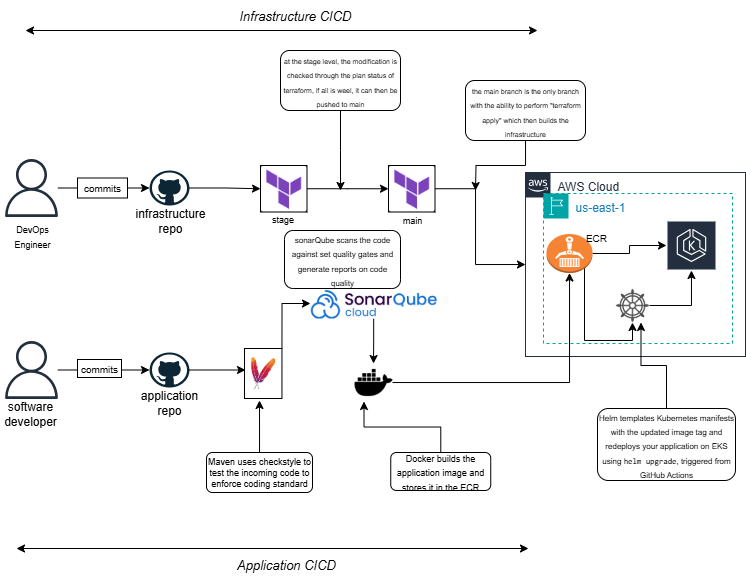 Infrastructure CICD
at the stage level, the modification is
checked through the plan status of
terraform, if all is weel, it can then be
pushed to main
the main branch is the only branch
with the ability to perform "terraform
apply" which then builds the
infrastructure
aws
AWS Cloud
us-east-1
ECR
commits
DevOps
Engineer
infrastructure
repo
stage
main
sonarQube scans the code
against set quality gates and
generate reports on code
quality
SonarQube
cloud
K
commits
software
developer
application
repo
Maven uses checkstyle to
test the incoming code to
enforce coding standard
Docker builds the
application image and
stores it in the ECR
Helm templates Kubernetes manifests
with the updated image tag and
redeploys your application on EKS
using helm upgrade, triggered from
GitHub Actions
Application CICD